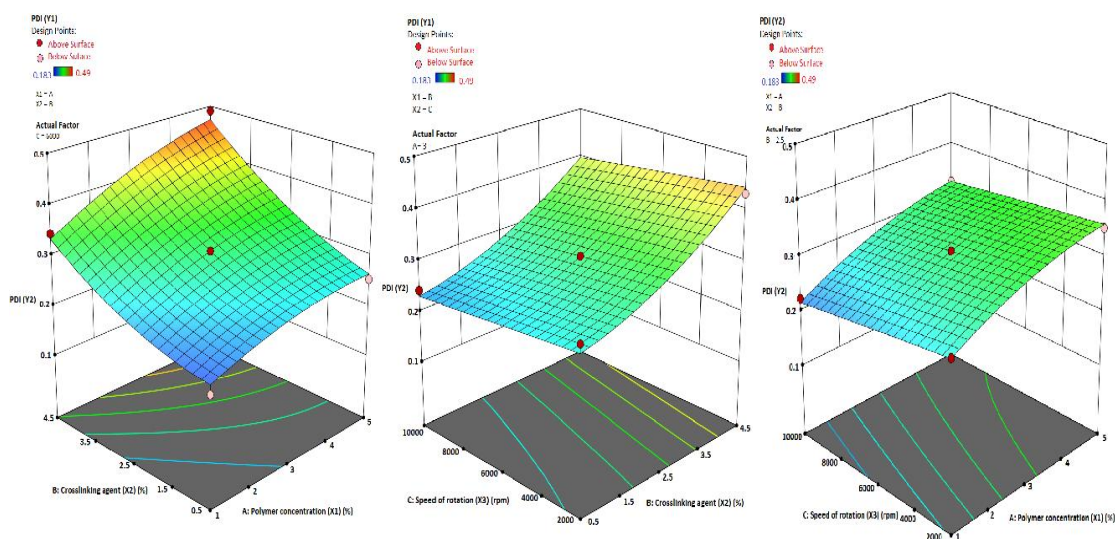 PDI (Y1)
Design Points:
Above Surface
Below Surface
0.183 0.49
X1 = A
X2 = B
Actual Factor
C = 6000
0.5
0.4
0.3
0.2
0.1
PDI (Y2)
4.5
3.5
2.5
1.5
0.5
B: Crosslinking agent (X2) (%)
1
2
3
4
5
A: Polymer concentration (X1) (%)
PDI (Y1)
Design Points:
Above Surface
Below Surface
0.183 0.49
X1 = B
X2 = C
Actual Factor
A = 3
0.5
0.4
0.3
0.2
0.1
PDI (Y2)
10000
8000
6000
4000
2000
C: Speed of rotation (X3) (rpm)
0.5
1.5
2.5
3.5
4.5
B: Crosslinking agent (X2) (%)
PDI (Y2)
Design Points:
Above Surface
Below Surface
0.183 0.49
X1 = A
X2 B
Actual Factor
B 2.5
0.5
0.4
0.3
0.2
0.1
PDI (Y2)
10000
8000
6000
4000
2000
C: Speed of rotation (X3) (rpm)
1
2
3
4
5
A: Polymer concentration (X1) (%)